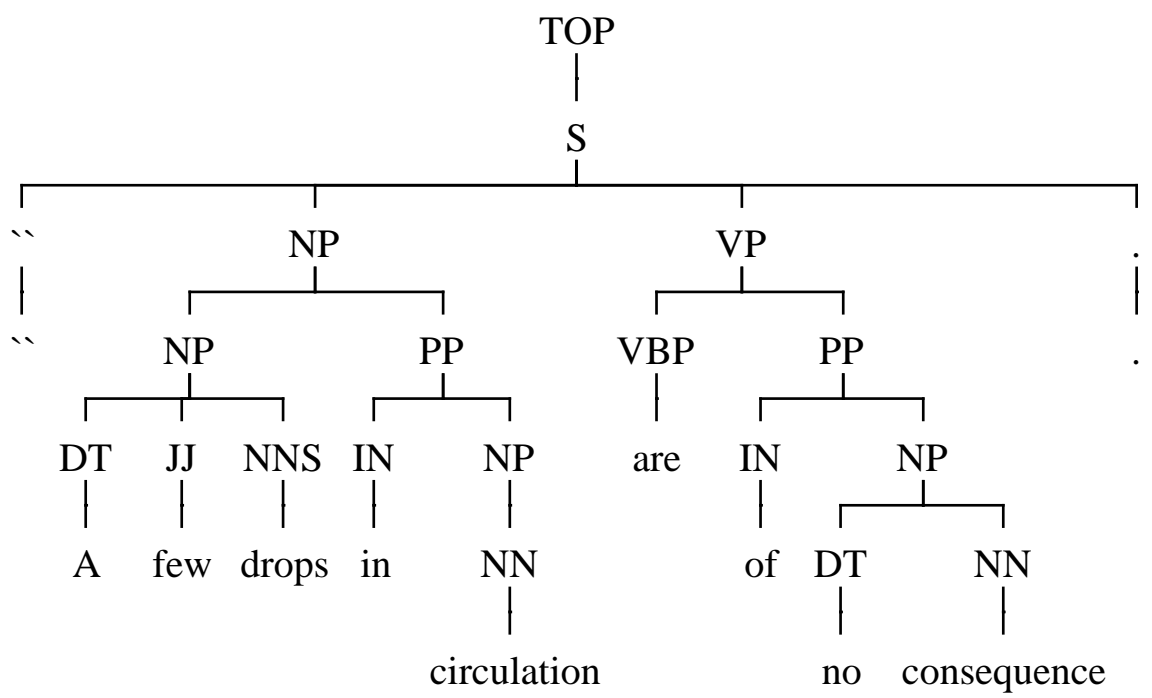 TOP
S
`` NP VP .
`` NP PP VBP PP .
DT JJ NNS IN NP are IN NP
A few drops in NN of DT NN
circulation no consequence